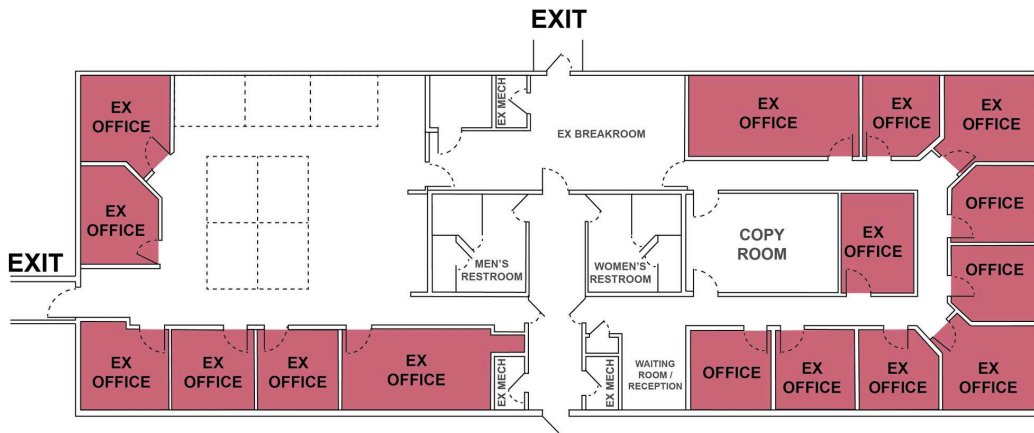 EXIT
EX
OFFICE
EX MECH
EX BREAKROOM
EX
OFFICE
EX
OFFICE
EX
OFFICE
EX
OFFICE
OFFICE
COPY
ROOM
EX
OFFICE
MEN'S
RESTROOM
WOMEN'S
RESTROOM
EXIT
OFFICE
EX
OFFICE
EX
OFFICE
EX
OFFICE
EX
OFFICE
EX MECH
EX MECH
WAITING
ROOM /
RECEPTION
OFFICE
EX
OFFICE
EX
OFFICE
EX
OFFICE